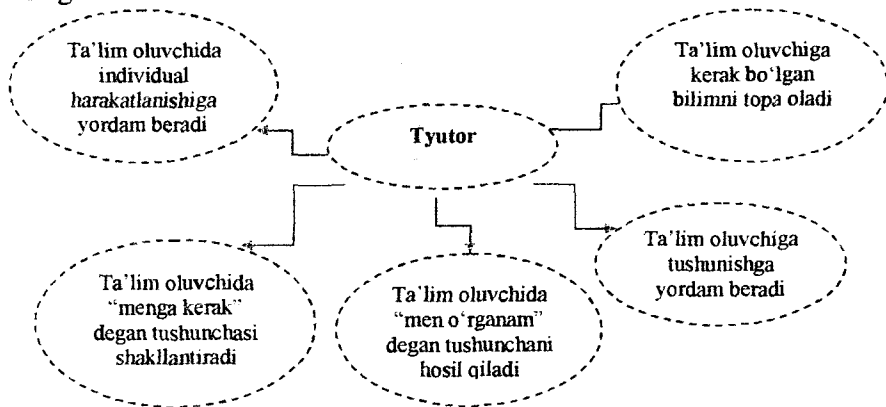 Ta’lim oluvchida
individual
harakatlanishiga
yordam beradi
Ta’lim oluvchiga
kerak bo‘lgan
bilimni topa oladi
Tyutor
Ta’lim oluvchida
“menga kerak”
degan tushunchasi
shakllantiradi
Ta’lim oluvchida
“men o‘rganam”
degan tushunchani
hosil qiladi
Ta’lim oluvchiga
tushunishga
yordam beradi